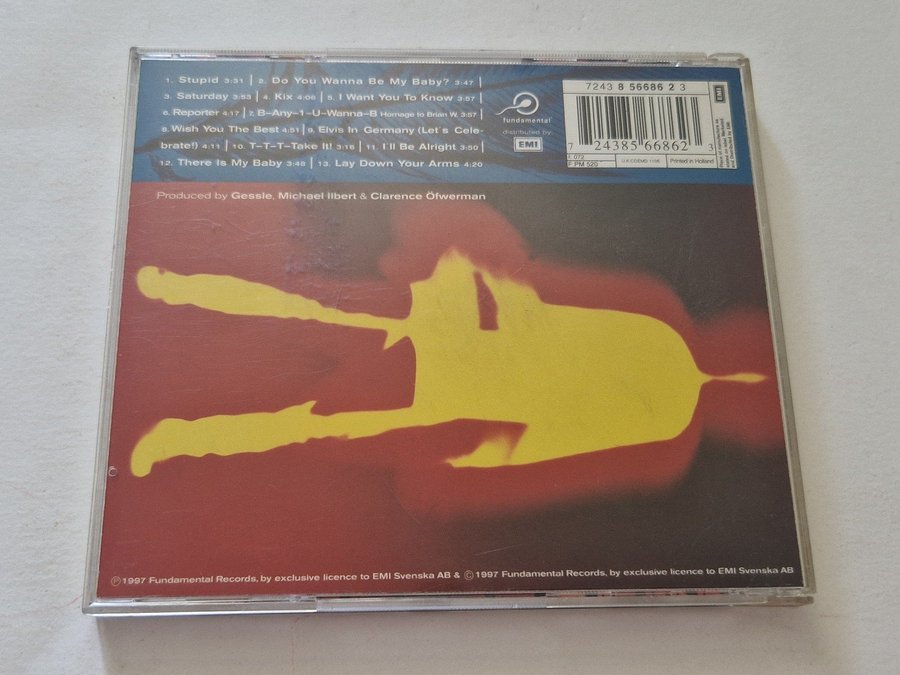 1. Stupid 3:31 | 2. Do You Wanna Be My Baby? 3:47 |
3. Saturday 3:53 | 4. Kix 4:06 | 5. I Want You To Know 3:57 |
6. Reporter 4:17 | 7. B-Any-1-U-Wanna-B Homage to Brian W. 3:57 |
8. Wish You The Best 4:51 | 9. Elvis In Germany (Let´s Cele-
brate!) 4:11 | 10. T-T-T-Take It! 3:16 | 11. I´ll Be Alright 3:50 |
12. There Is My Baby 3:48 | 13. Lay Down Your Arms 4:20
fundamental
distributed by:
EMI
7243 8 56686 2 3
7 24385 66862 3
072
F: PM 520
Printed in Holland
EMI
Produced by Gessle, Michael Ilbert & Clarence Öfwerman
℗ 1997 Fundamental Records, by exclusive licence to EMI Svenska AB & © 1997 Fundamental Records, by exclusive licence to EMI Svenska AB